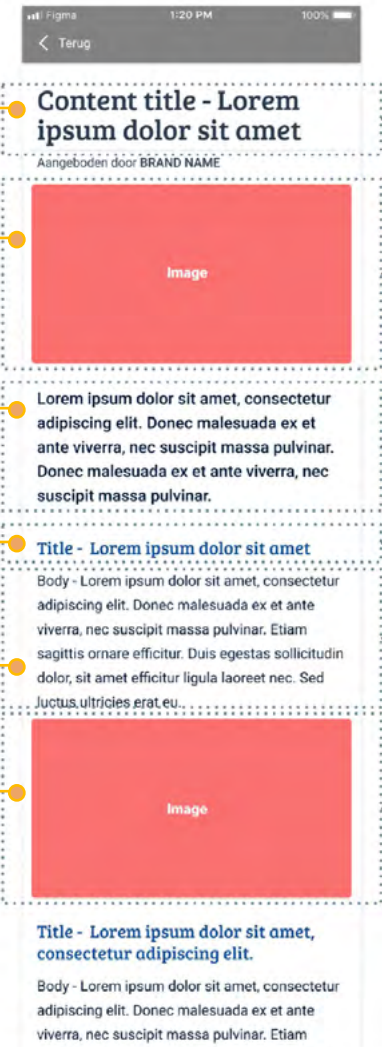 Figma 1:20 PM 100%
Terug
Content title - Lorem
ipsum dolor sit amet
Aangeboden door BRAND NAME
Image
Lorem ipsum dolor sit amet, consectetur
adipiscing elit. Donec malesuada ex et
ante viverra, nec suscipit massa pulvinar.
Donec malesuada ex et ante viverra, nec
suscipit massa pulvinar.
Title - Lorem ipsum dolor sit amet
Body - Lorem ipsum dolor sit amet, consectetur
adipiscing elit. Donec malesuada ex et ante
viverra, nec suscipit massa pulvinar. Etiam
sagittis ornare efficitur. Duis egestas sollicitudin
dolor, sit amet efficitur ligula laoreet nec. Sed
luctus ultricies erat eu..
Image
Title - Lorem ipsum dolor sit amet,
consectetur adipiscing elit.
Body - Lorem ipsum dolor sit amet, consectetur
adipiscing elit. Donec malesuada ex et ante
viverra, nec suscipit massa pulvinar. Etiam